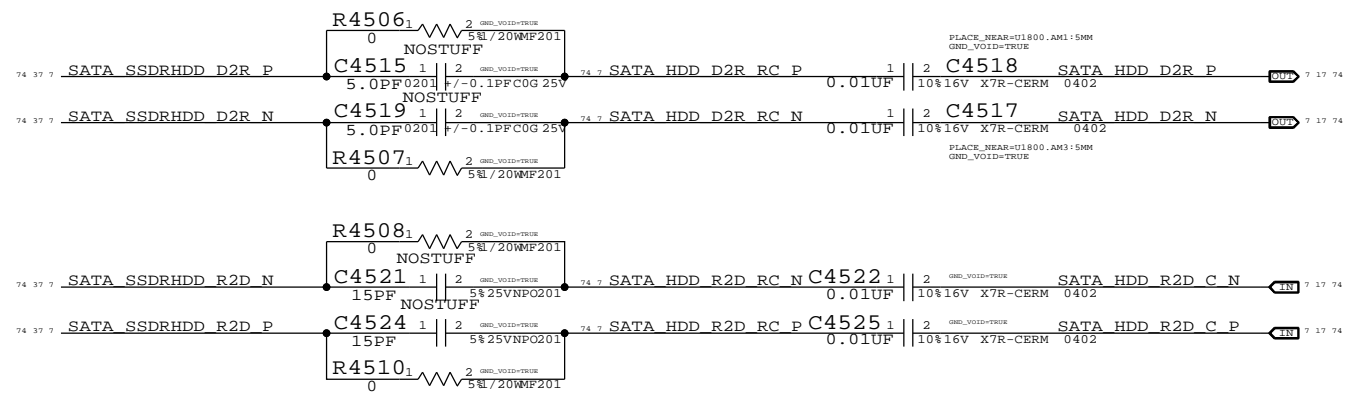 R4506 1 2 GND_VOID=TRUE
0 5% 1/20W MF 201
NOSTUFF
PLACE_NEAR=U1800.AM1:5MM
GND_VOID=TRUE
74 37 7 SATA_SSDRHDD_D2R_P C4515 1 2 GND_VOID=TRUE 74 7 SATA_HDD_D2R_RC_P 1 2 C4518 SATA_HDD_D2R_P OUT 7 17 74
5.0PF 0201 +/-0.1PF C0G 25V 0.01UF 10% 16V X7R-CERM 0402
NOSTUFF
74 37 7 SATA_SSDRHDD_D2R_N C4519 1 2 GND_VOID=TRUE 74 7 SATA_HDD_D2R_RC_N 1 2 C4517 SATA_HDD_D2R_N OUT 7 17 74
5.0PF 0201 +/-0.1PF C0G 25V 0.01UF 10% 16V X7R-CERM 0402
PLACE_NEAR=U1800.AM3:5MM
GND_VOID=TRUE
R4507 1 2 GND_VOID=TRUE
0 5% 1/20W MF 201
R4508 1 2 GND_VOID=TRUE
0 5% 1/20W MF 201
NOSTUFF
74 37 7 SATA_SSDRHDD_R2D_N C4521 1 2 GND_VOID=TRUE 74 7 SATA_HDD_R2D_RC_N C4522 1 2 GND_VOID=TRUE SATA_HDD_R2D_C_N IN 7 17 74
15PF 5% 25V NPO 201 0.01UF 10% 16V X7R-CERM 0402
NOSTUFF
74 37 7 SATA_SSDRHDD_R2D_P C4524 1 2 GND_VOID=TRUE 74 7 SATA_HDD_R2D_RC_P C4525 1 2 GND_VOID=TRUE SATA_HDD_R2D_C_P IN 7 17 74
15PF 5% 25V NPO 201 0.01UF 10% 16V X7R-CERM 0402
R4510 1 2 GND_VOID=TRUE
0 5% 1/20W MF 201